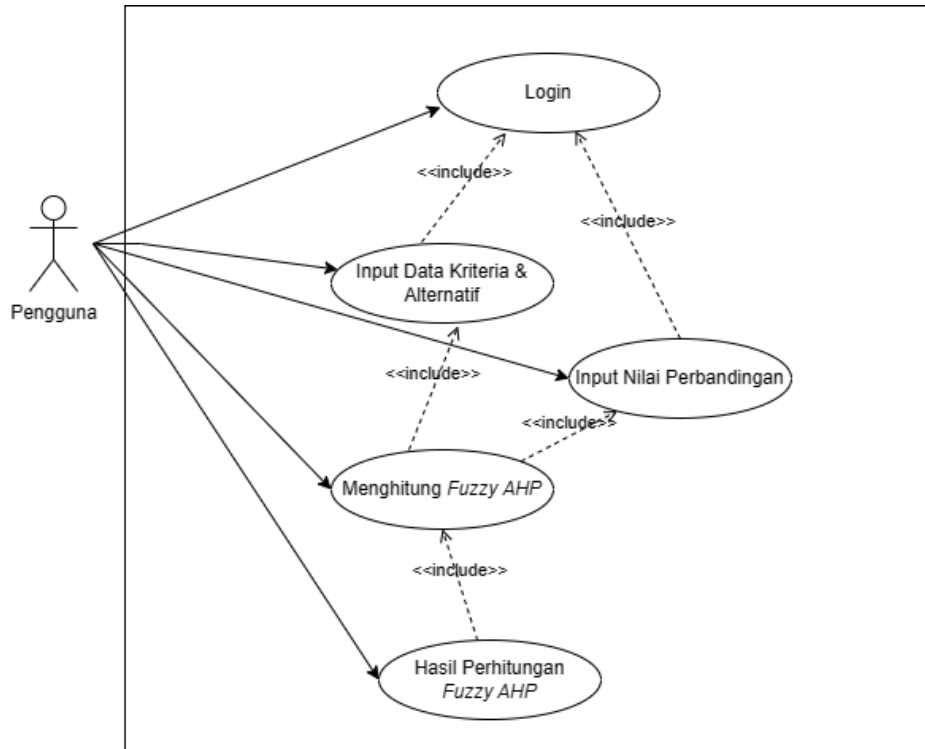 Login
<<include>>
<<include>>
Pengguna
Input Data Kriteria &
Alternatif
<<include>>
Input Nilai Perbandingan
<<include>>
Menghitung Fuzzy AHP
<<include>>
Hasil Perhitungan
Fuzzy AHP